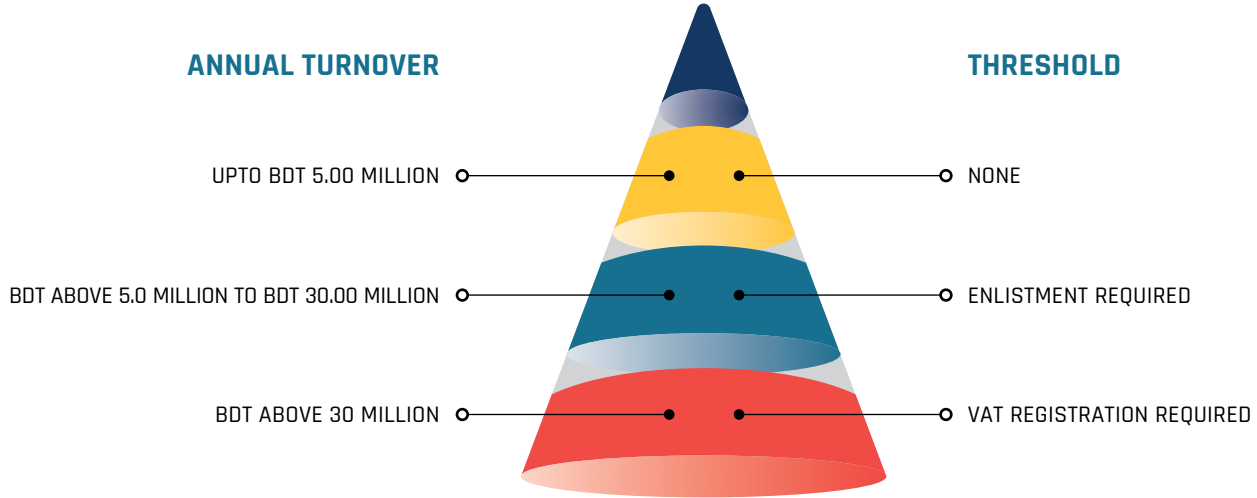 ANNUAL TURNOVER
THRESHOLD
UPTO BDT 5.00 MILLION
NONE
BDT ABOVE 5.0 MILLION TO BDT 30.00 MILLION
ENLISTMENT REQUIRED
BDT ABOVE 30 MILLION
VAT REGISTRATION REQUIRED